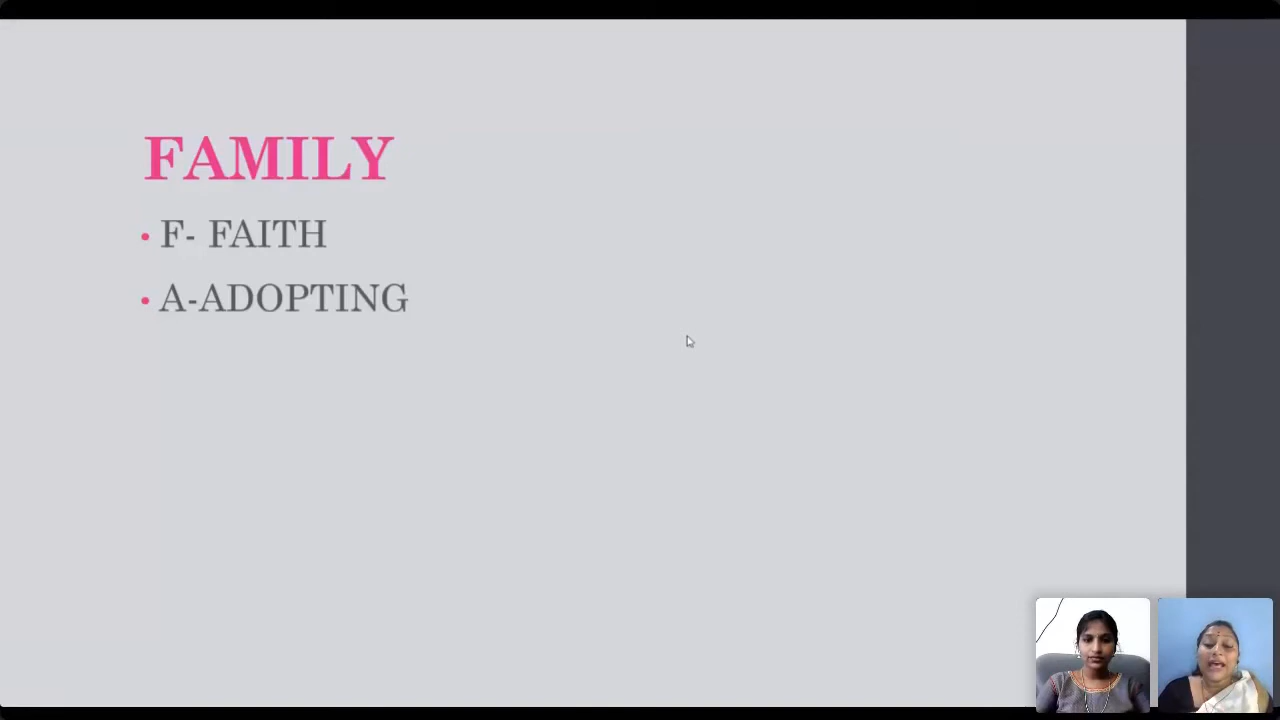 FAMILY
• F- FAITH
• A-ADOPTING